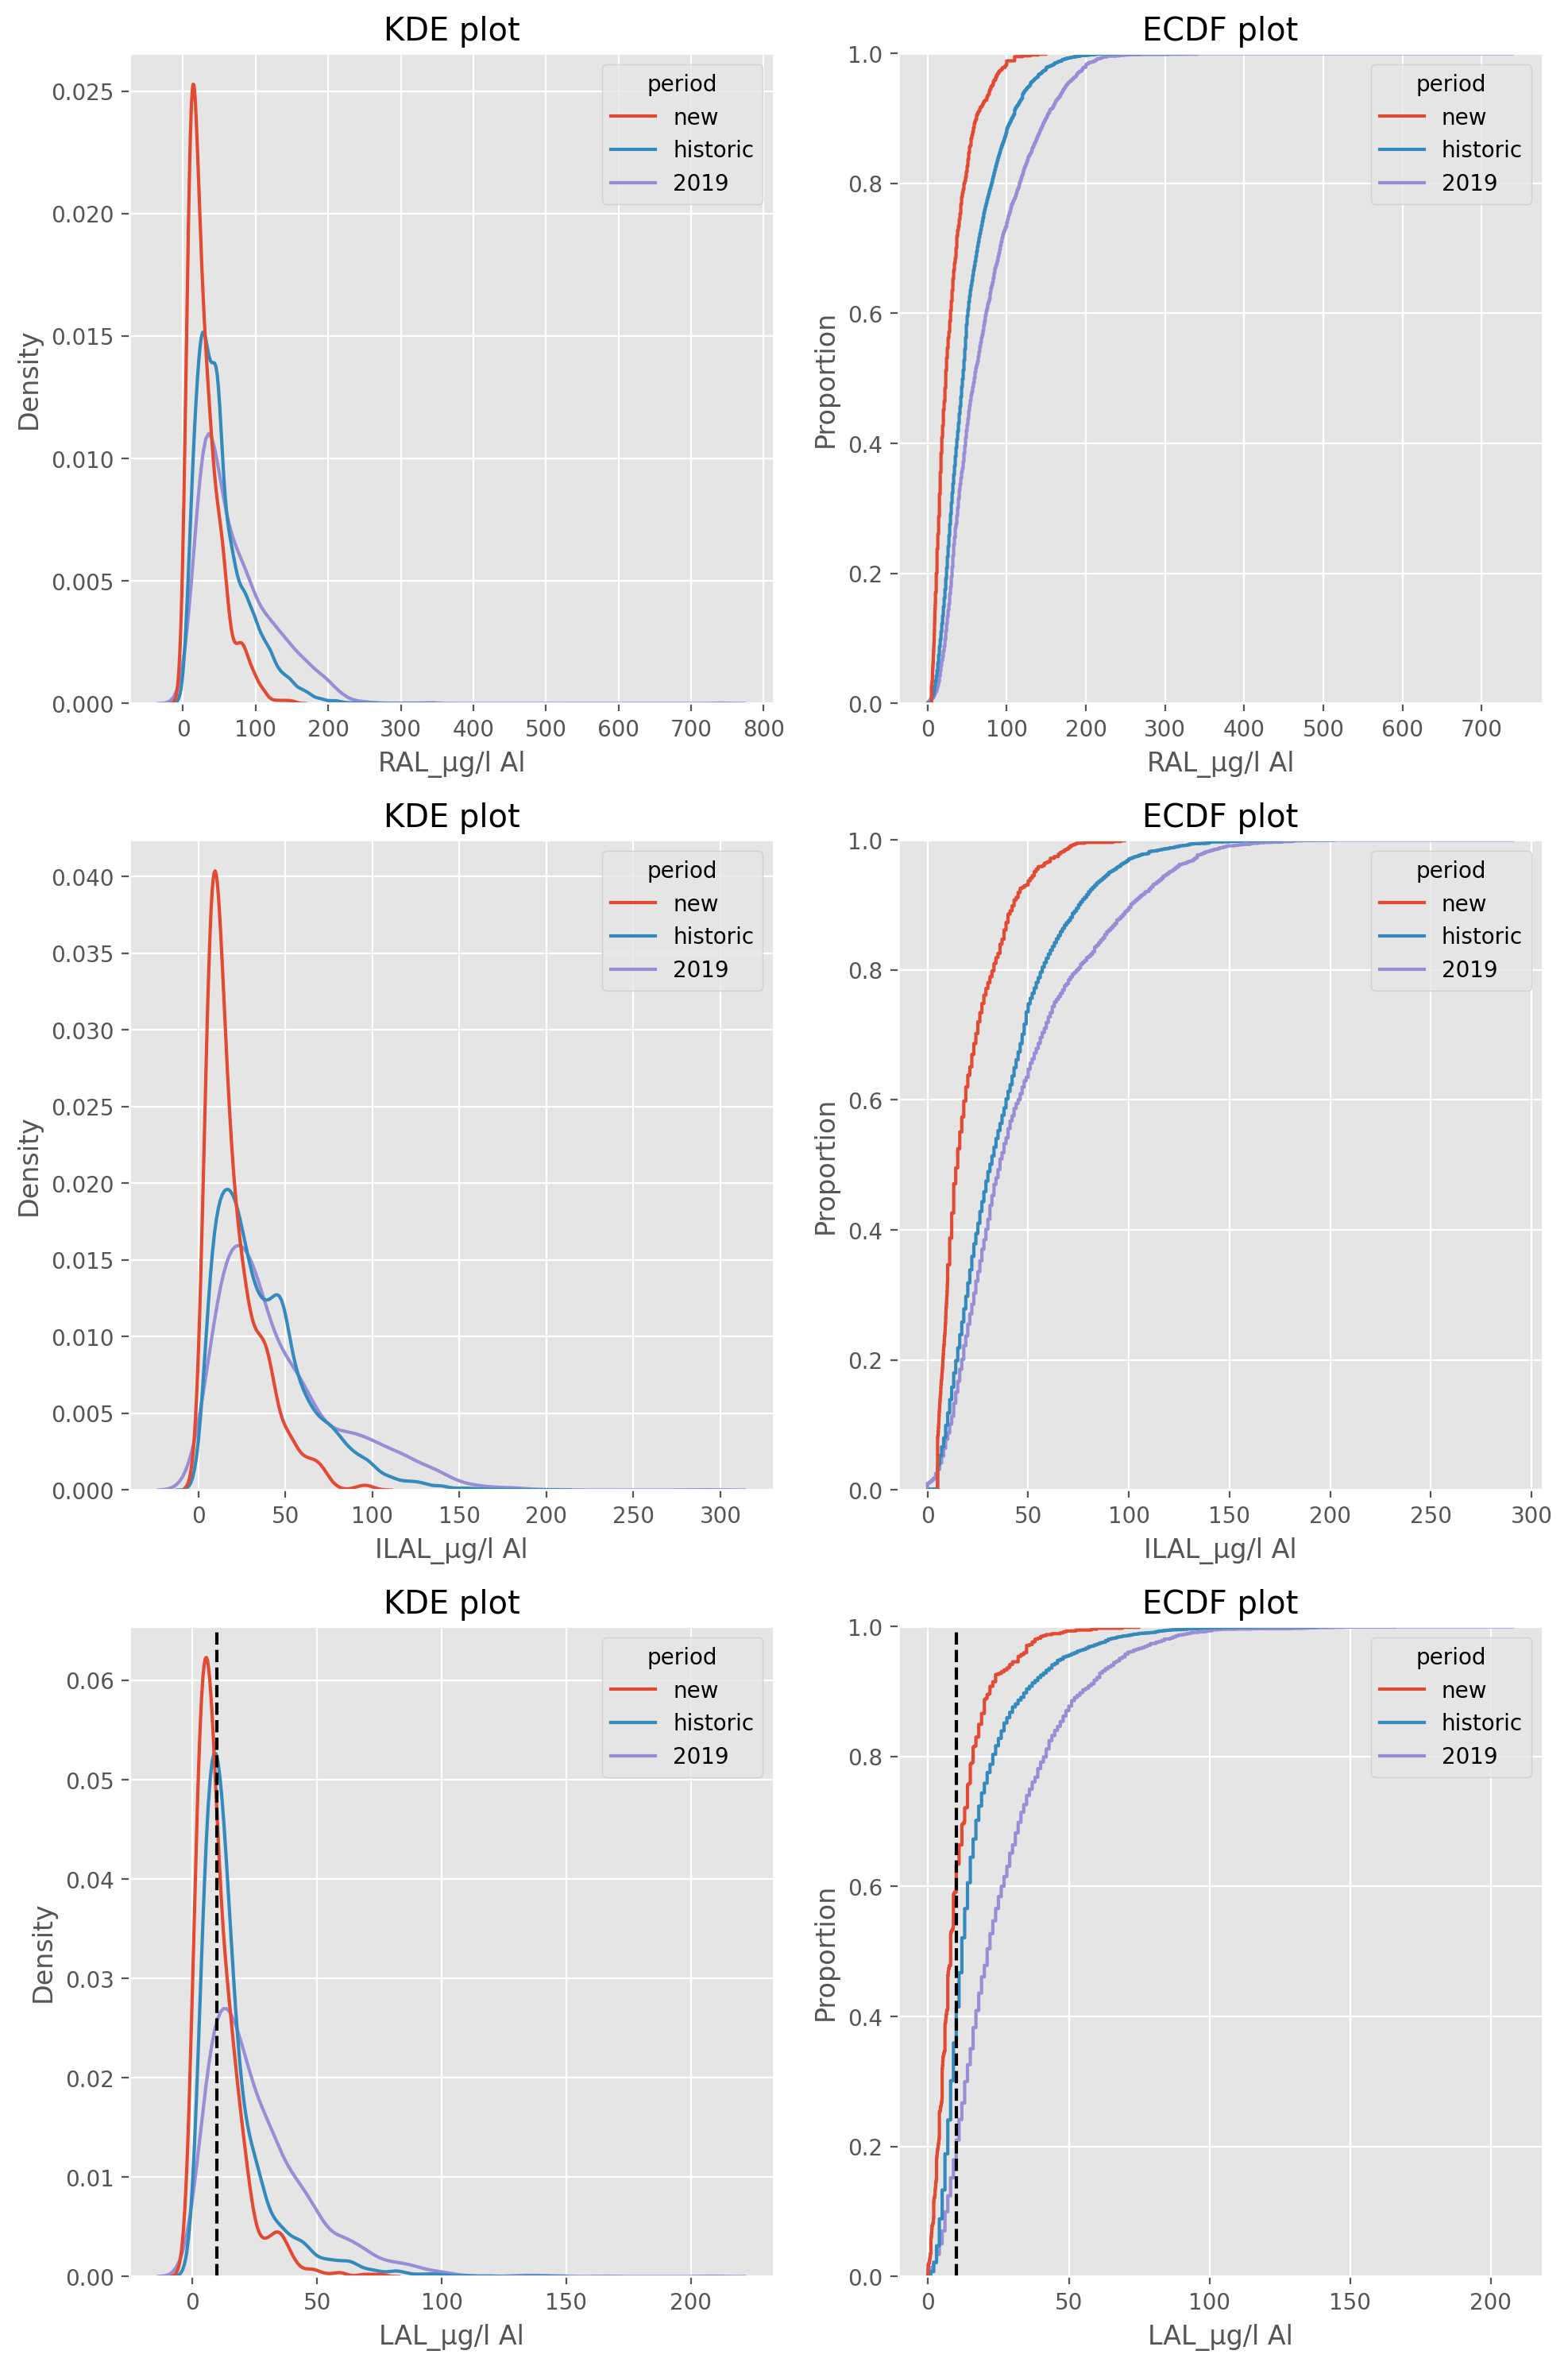 KDE plot
ECDF plot
Density
0.025
0.020
0.015
0.010
0.005
0.000
period
new
historic
2019
0 100 200 300 400 500 600 700 800
RAL_µg/l Al
Proportion
1.0
0.8
0.6
0.4
0.2
0.0
period
new
historic
2019
0 100 200 300 400 500 600 700
RAL_µg/l Al
KDE plot
ECDF plot
Density
0.040
0.035
0.030
0.025
0.020
0.015
0.010
0.005
0.000
period
new
historic
2019
0 50 100 150 200 250 300
ILAL_µg/l Al
Proportion
1.0
0.8
0.6
0.4
0.2
0.0
period
new
historic
2019
0 50 100 150 200 250 300
ILAL_µg/l Al
KDE plot
ECDF plot
Density
0.06
0.05
0.04
0.03
0.02
0.01
0.00
period
new
historic
2019
0 50 100 150 200
LAL_µg/l Al
Proportion
1.0
0.8
0.6
0.4
0.2
0.0
period
new
historic
2019
0 50 100 150 200
LAL_µg/l Al